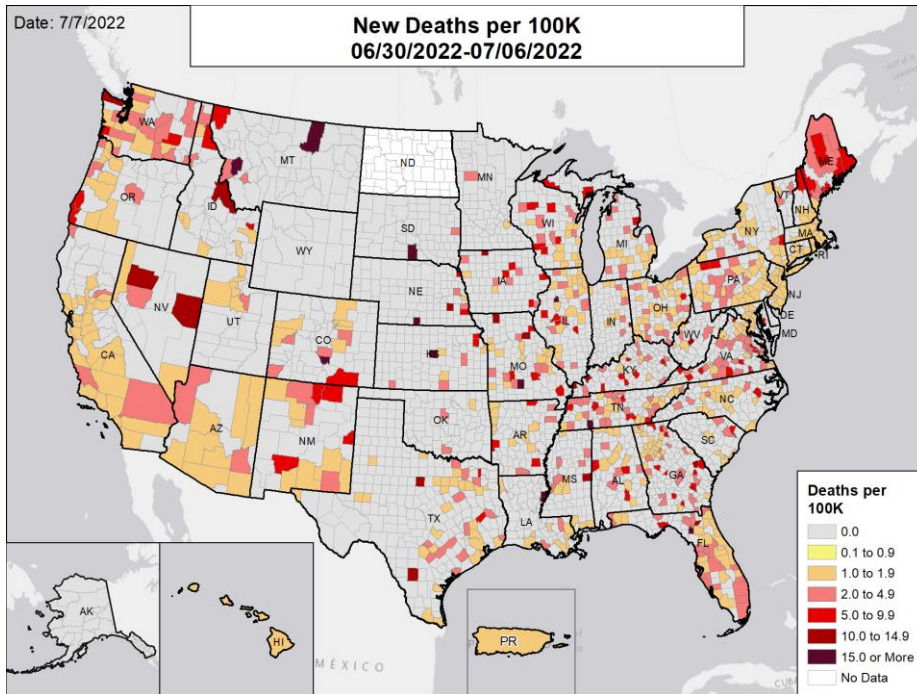 Date: 7/7/2022
New Deaths per 100K
06/30/2022-07/06/2022
WA
MT
ND
MN
ME
OR
ID
SD
WI
MI
VT
NH
NY
MA
CT
RI
WY
IA
NE
PA
NJ
NV
UT
CO
IL
IN
OH
DE
MD
WV
VA
CA
KS
MO
KY
NC
AZ
NM
OK
AR
TN
SC
TX
LA
MS
AL
GA
FL
AK
HI
PR
MÉXICO
CUBA
Deaths per
100K
0.0
0.1 to 0.9
1.0 to 1.9
2.0 to 4.9
5.0 to 9.9
10.0 to 14.9
15.0 or More
No Data